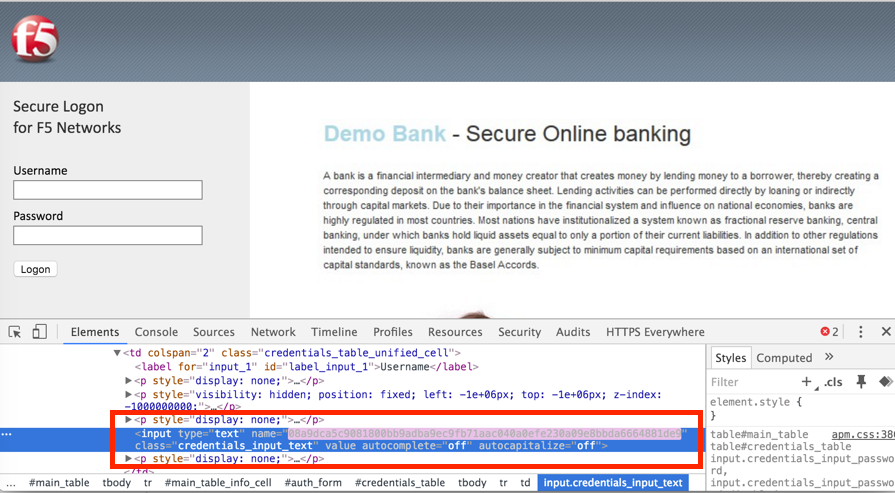 f5
Secure Logon
for F5 Networks
Username
Password
Logon
Demo Bank - Secure Online banking
A bank is a financial intermediary and money creator that creates money by lending money to a borrower, thereby creating a
corresponding deposit on the bank's balance sheet. Lending activities can be performed directly by loaning or indirectly
through capital markets. Due to their importance in the financial system and influence on national economies, banks are
highly regulated in most countries. Most nations have institutionalized a system known as fractional reserve banking, central
banking, under which banks hold liquid assets equal to only a portion of their current liabilities. In addition to other regulations
intended to ensure liquidity, banks are generally subject to minimum capital requirements based on an international set of
capital standards, known as the Basel Accords.
Elements Console Sources Network Timeline Profiles Resources Security Audits HTTPS Everywhere 2
▼<td colspan="2" class="credentials_table_unified_cell">
<label for="input_1" id="label_input_1">Username</label>
▶<p style="display: none;">…</p>
▶<p style="visibility: hidden; position: fixed; left: -1e+06px; top: -1e+06px; z-index:
-1000000000;">…</p>
▶<p style="display: none;">…</p>
<input type="text" name="08a9dca5c9081800bb9adba9ec9fb71aac040a0efe230a09e8bbda6664881de9"
class="credentials_input_text" value autocomplete="off" autocapitalize="off">
▶<p style="display: none;">…</p>
</td>
... #main_table tbody tr #main_table_info_cell #auth_form #credentials_table tbody tr td input.credentials_input_text
Styles Computed »
Filter + .cls
element.style {
}
table#main_table apm.css:380
table#credentials_table
input.credentials_input_passwo
rd,
input.credentials_input_password